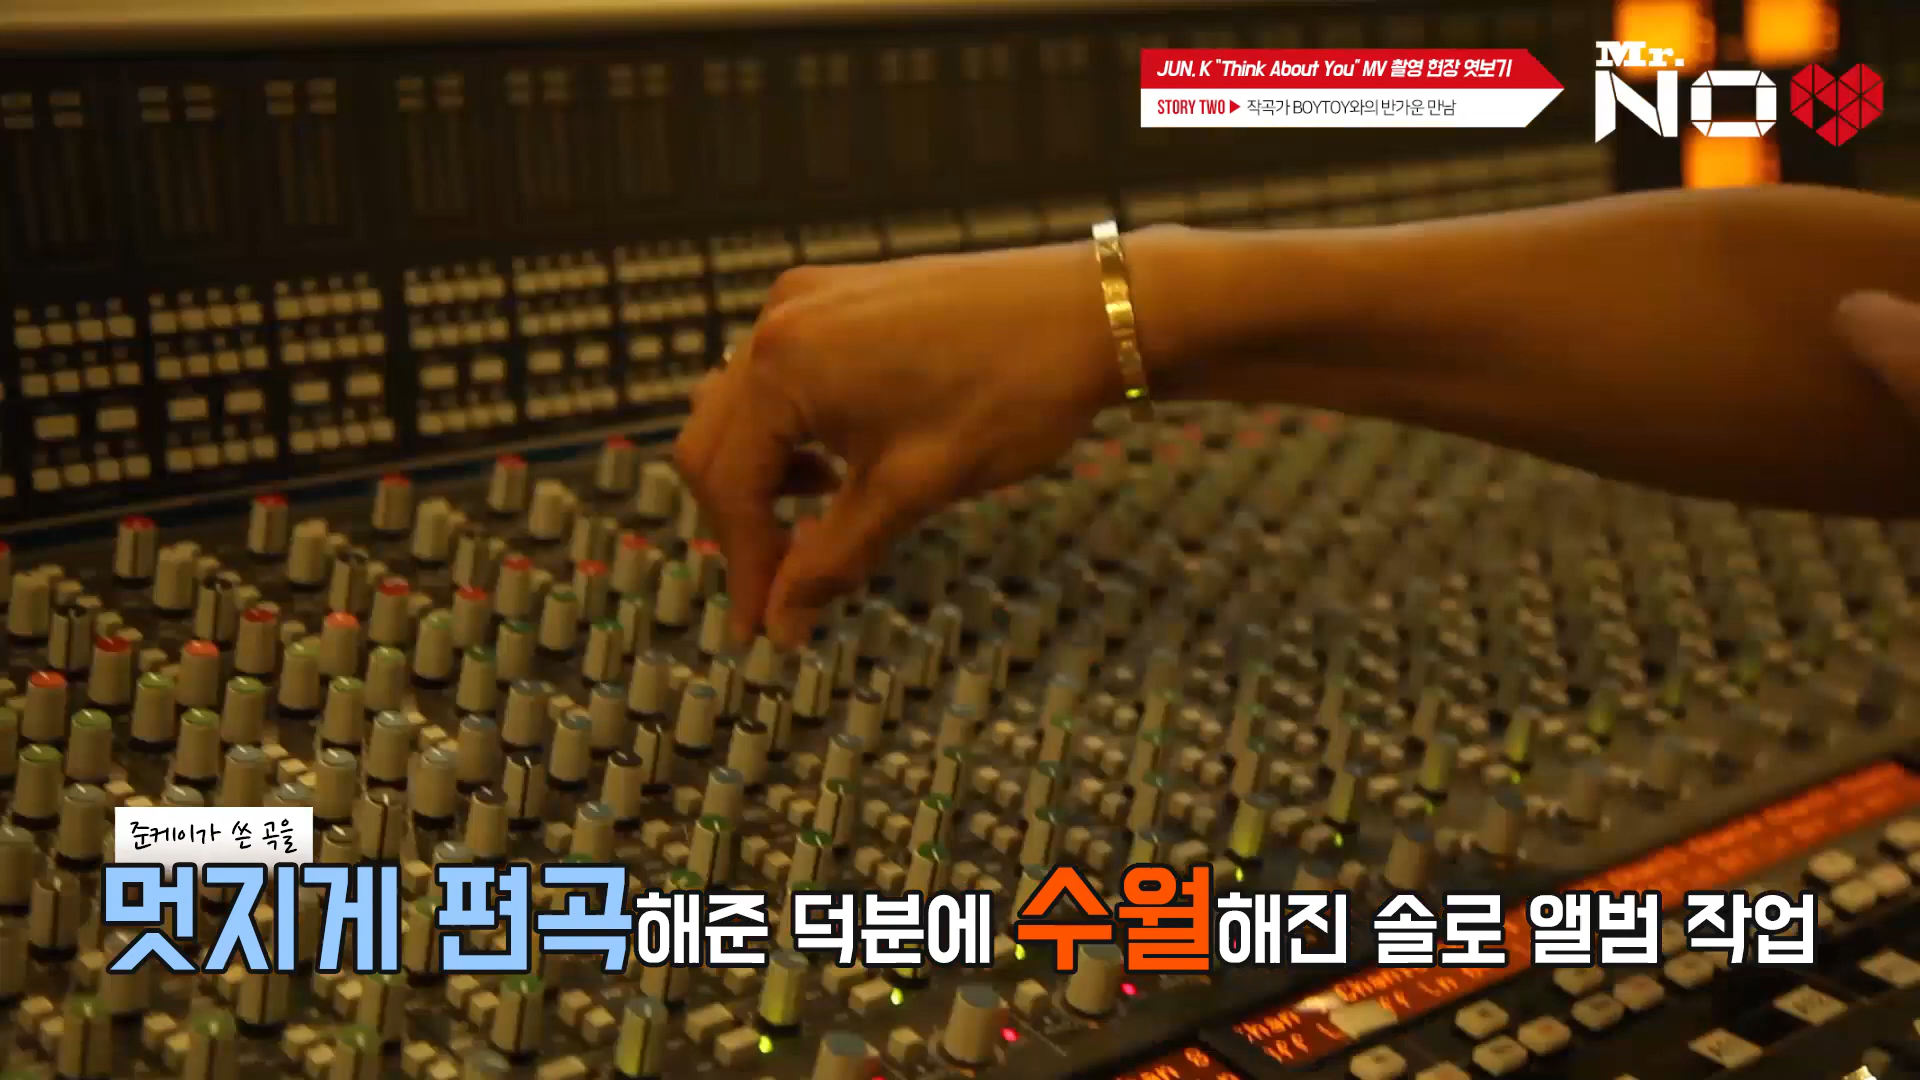 JUN. K "Think About You" MV 촬영 현장 엿보기
STORY TWO ▶ 작곡가 BOYTOY와의 반가운 만남
Mr.
NO♥
준케이가 쓴 곡을
멋지게 편곡해준 덕분에 수월해진 솔로 앨범 작업